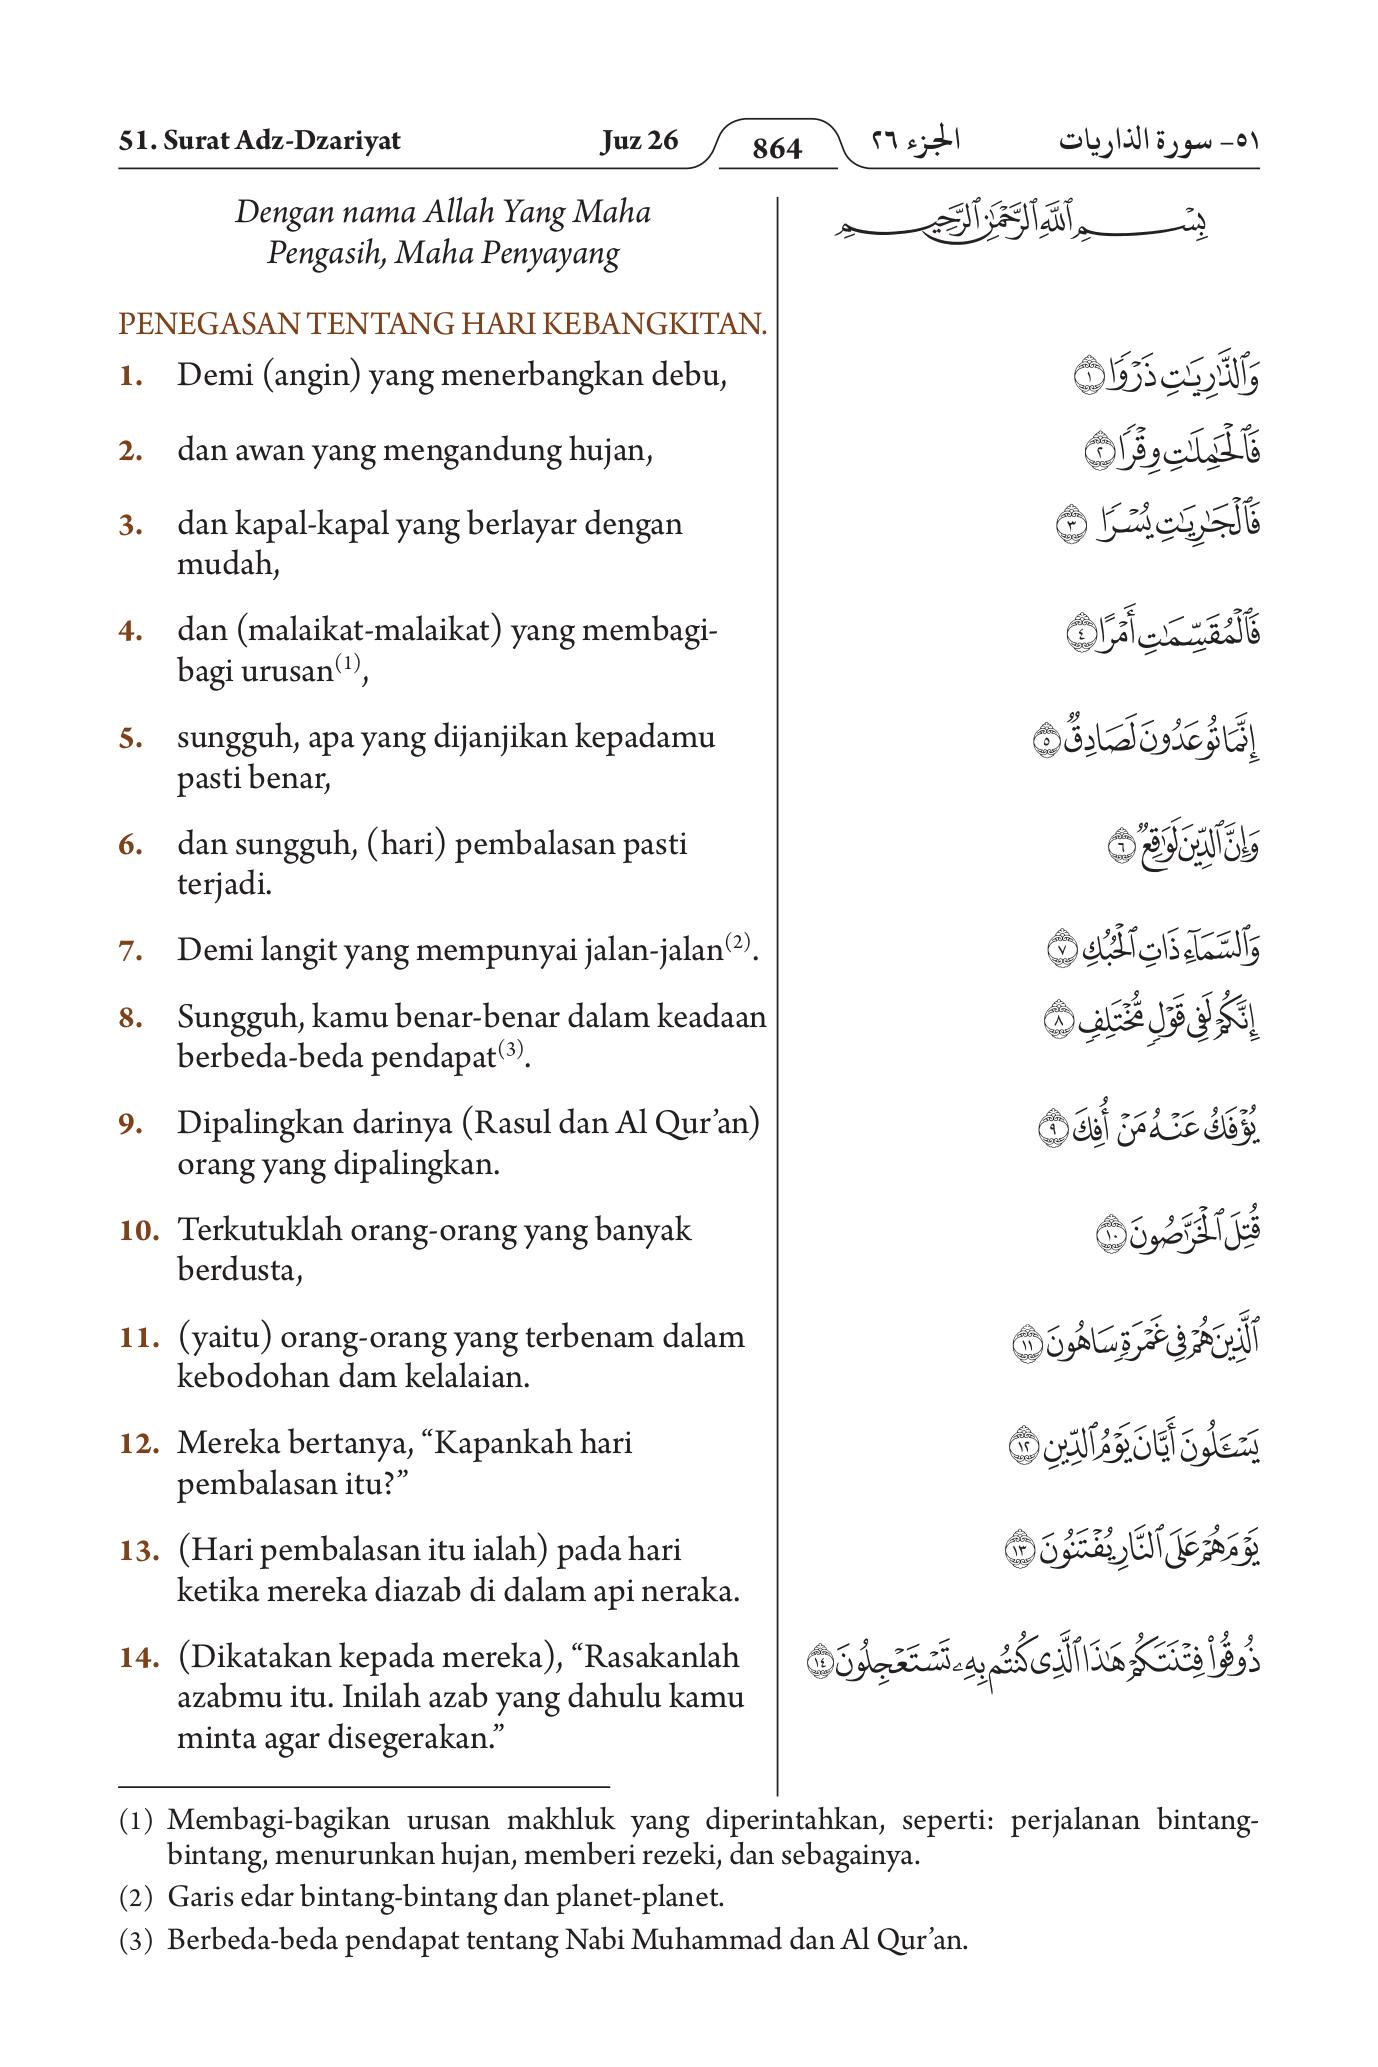 51. Surat Adz-Dzariyat Juz 26 864 الجزء ٢٦ ٥١- سورة الذاريات
Dengan nama Allah Yang Maha
Pengasih, Maha Penyayang
بِسْمِ ٱللَّهِ ٱلرَّحْمَٰنِ ٱلرَّحِيمِ
PENEGASAN TENTANG HARI KEBANGKITAN.
1. Demi (angin) yang menerbangkan debu,
وَٱلذَّٰرِيَٰتِ ذَرْوًا ١
2. dan awan yang mengandung hujan,
فَٱلْحَٰمِلَٰتِ وِقْرًا ٢
3. dan kapal-kapal yang berlayar dengan
mudah,
فَٱلْجَٰرِيَٰتِ يُسْرًا ٣
4. dan (malaikat-malaikat) yang membagi-
bagi urusan(1),
فَٱلْمُقَسِّمَٰتِ أَمْرًا ٤
5. sungguh, apa yang dijanjikan kepadamu
pasti benar,
إِنَّمَا تُوعَدُونَ لَصَادِقٌ ٥
6. dan sungguh, (hari) pembalasan pasti
terjadi.
وَإِنَّ ٱلدِّينَ لَوَٰقِعٌ ٦
7. Demi langit yang mempunyai jalan-jalan(2).
وَٱلسَّمَآءِ ذَاتِ ٱلْحُبُكِ ٧
8. Sungguh, kamu benar-benar dalam keadaan
berbeda-beda pendapat(3).
إِنَّكُمْ لَفِى قَوْلٍ مُّخْتَلِفٍ ٨
9. Dipalingkan darinya (Rasul dan Al Qur’an)
orang yang dipalingkan.
يُؤْفَكُ عَنْهُ مَنْ أُفِكَ ٩
10. Terkutuklah orang-orang yang banyak
berdusta,
قُتِلَ ٱلْخَرَّٰصُونَ ١٠
11. (yaitu) orang-orang yang terbenam dalam
kebodohan dam kelalaian.
ٱلَّذِينَ هُمْ فِى غَمْرَةٍ سَاهُونَ ١١
12. Mereka bertanya, “Kapankah hari
pembalasan itu?”
يَسْـَٔلُونَ أَيَّانَ يَوْمُ ٱلدِّينِ ١٢
13. (Hari pembalasan itu ialah) pada hari
ketika mereka diazab di dalam api neraka.
يَوْمَ هُمْ عَلَى ٱلنَّارِ يُفْتَنُونَ ١٣
14. (Dikatakan kepada mereka), “Rasakanlah
azabmu itu. Inilah azab yang dahulu kamu
minta agar disegerakan.”
ذُوقُوا۟ فِتْنَتَكُمْ هَٰذَا ٱلَّذِى كُنتُم بِهِۦ تَسْتَعْجِلُونَ ١٤
(1) Membagi-bagikan urusan makhluk yang diperintahkan, seperti: perjalanan bintang-
bintang, menurunkan hujan, memberi rezeki, dan sebagainya.
(2) Garis edar bintang-bintang dan planet-planet.
(3) Berbeda-beda pendapat tentang Nabi Muhammad dan Al Qur’an.